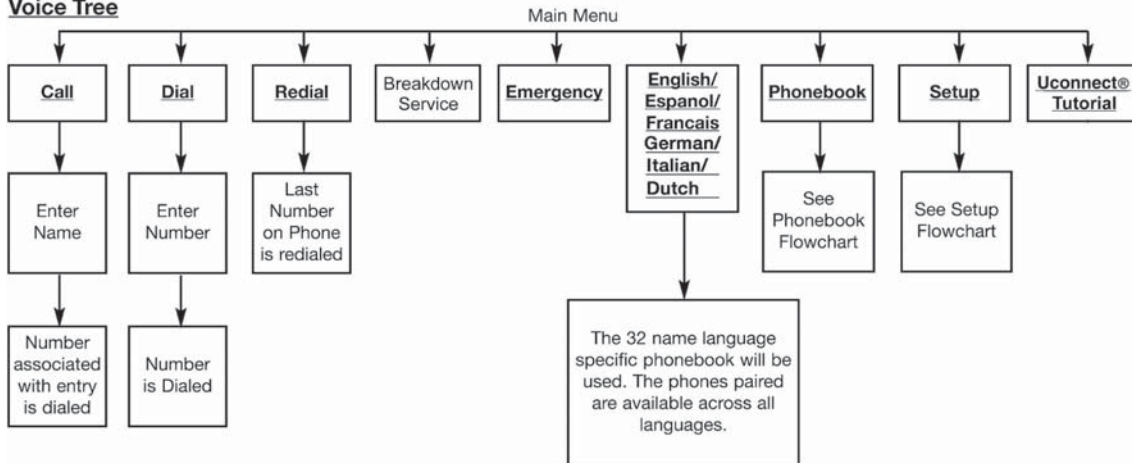 Voice Tree
Main Menu
Call
Dial
Redial
Breakdown
Service
Emergency
English/
Espanol/
Francais
German/
Italian/
Dutch
Phonebook
Setup
Uconnect®
Tutorial
Enter
Name
Enter
Number
Last
Number
on Phone
is redialed
See
Phonebook
Flowchart
See Setup
Flowchart
Number
associated
with entry
is dialed
Number
is Dialed
The 32 name language
specific phonebook will be
used. The phones paired
are available across all
languages.